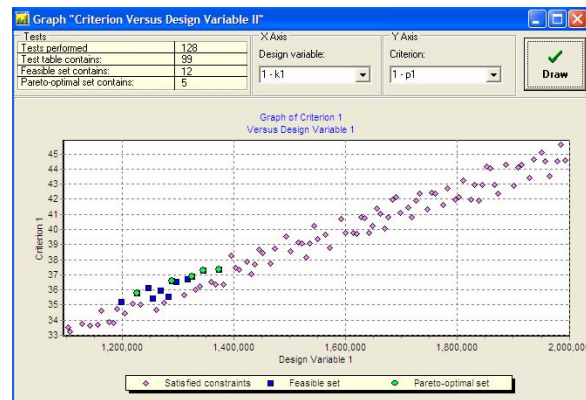 Graph "Criterion Versus Design Variable II"
Tests
Tests performed 128
Test table contains: 99
Feasible set contains: 12
Pareto-optimal set contains: 5
X Axis
Design variable:
1 - k1
Y Axis
Criterion:
1 - p1
Draw
Graph of Criterion 1
Versus Design Variable 1
Criterion 1
45
44
43
42
41
40
39
38
37
36
35
34
33
1,200,000 1,400,000 1,600,000 1,800,000 2,000,00
Design Variable 1
Satisfied constraints Feasible set Pareto-optimal set